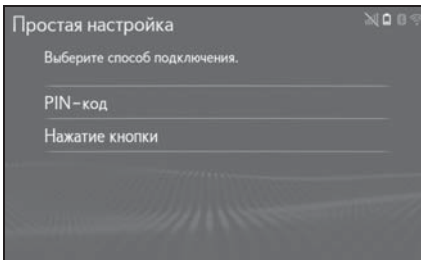 Простая настройка
Выберите способ подключения.
PIN-код
Нажатие кнопки